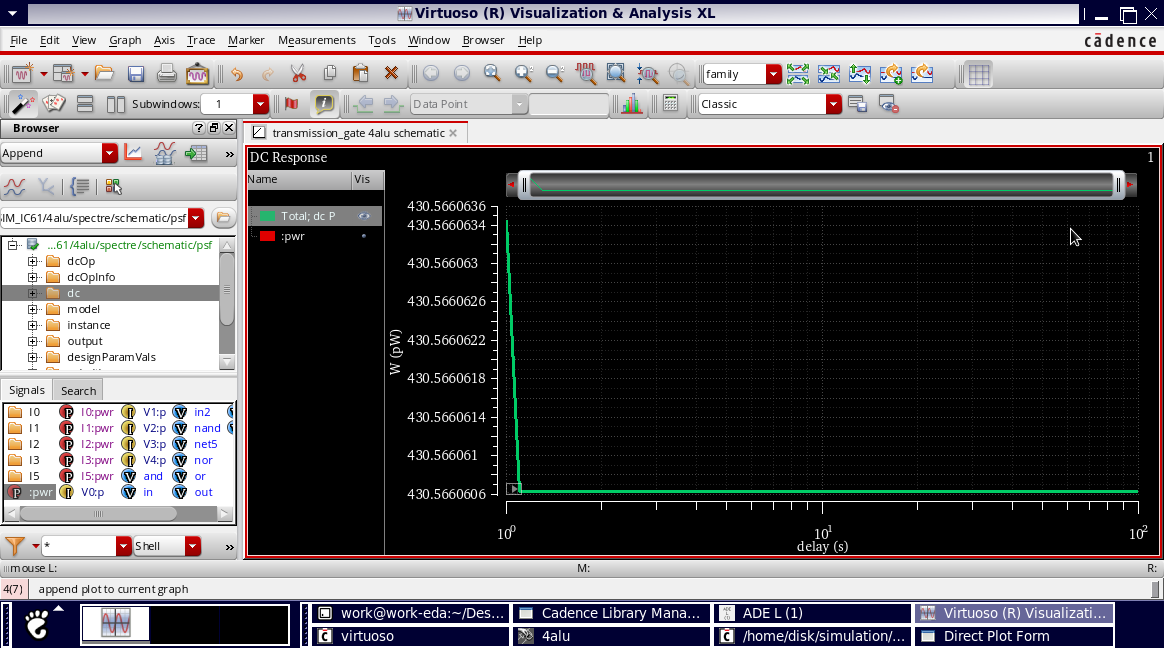 Virtuoso (R) Visualization & Analysis XL
File Edit View Graph Axis Trace Marker Measurements Tools Window Browser Help
cādence
family
Subwindows: 1 Data Point Classic
Browser
transmission_gate 4alu schematic
Append
DC Response 1
Name Vis
IM_IC61/4alu/spectre/schematic/psf
Total; dc P
:pwr
...61/4alu/spectre/schematic/psf
dcOp
dcOpInfo
dc
model
instance
output
designParamVals
430.5660636
430.5660634
430.566063
430.5660626
430.5660622
430.5660618
430.5660614
430.566061
430.5660606
W (pW)
10⁰ 10¹ 10²
delay (s)
Signals Search
I0 I0:pwr V1:p in2
I1 I1:pwr V2:p nand
I2 I2:pwr V3:p net5
I3 I3:pwr V4:p nor
I5 I5:pwr and or
:pwr V0:p in out
* Shell
mouse L: M: R:
4(7) append plot to current graph
work@work-eda:~/Des... Cadence Library Mana... ADE L (1) Virtuoso (R) Visualizati...
virtuoso 4alu /home/disk/simulation/... Direct Plot Form